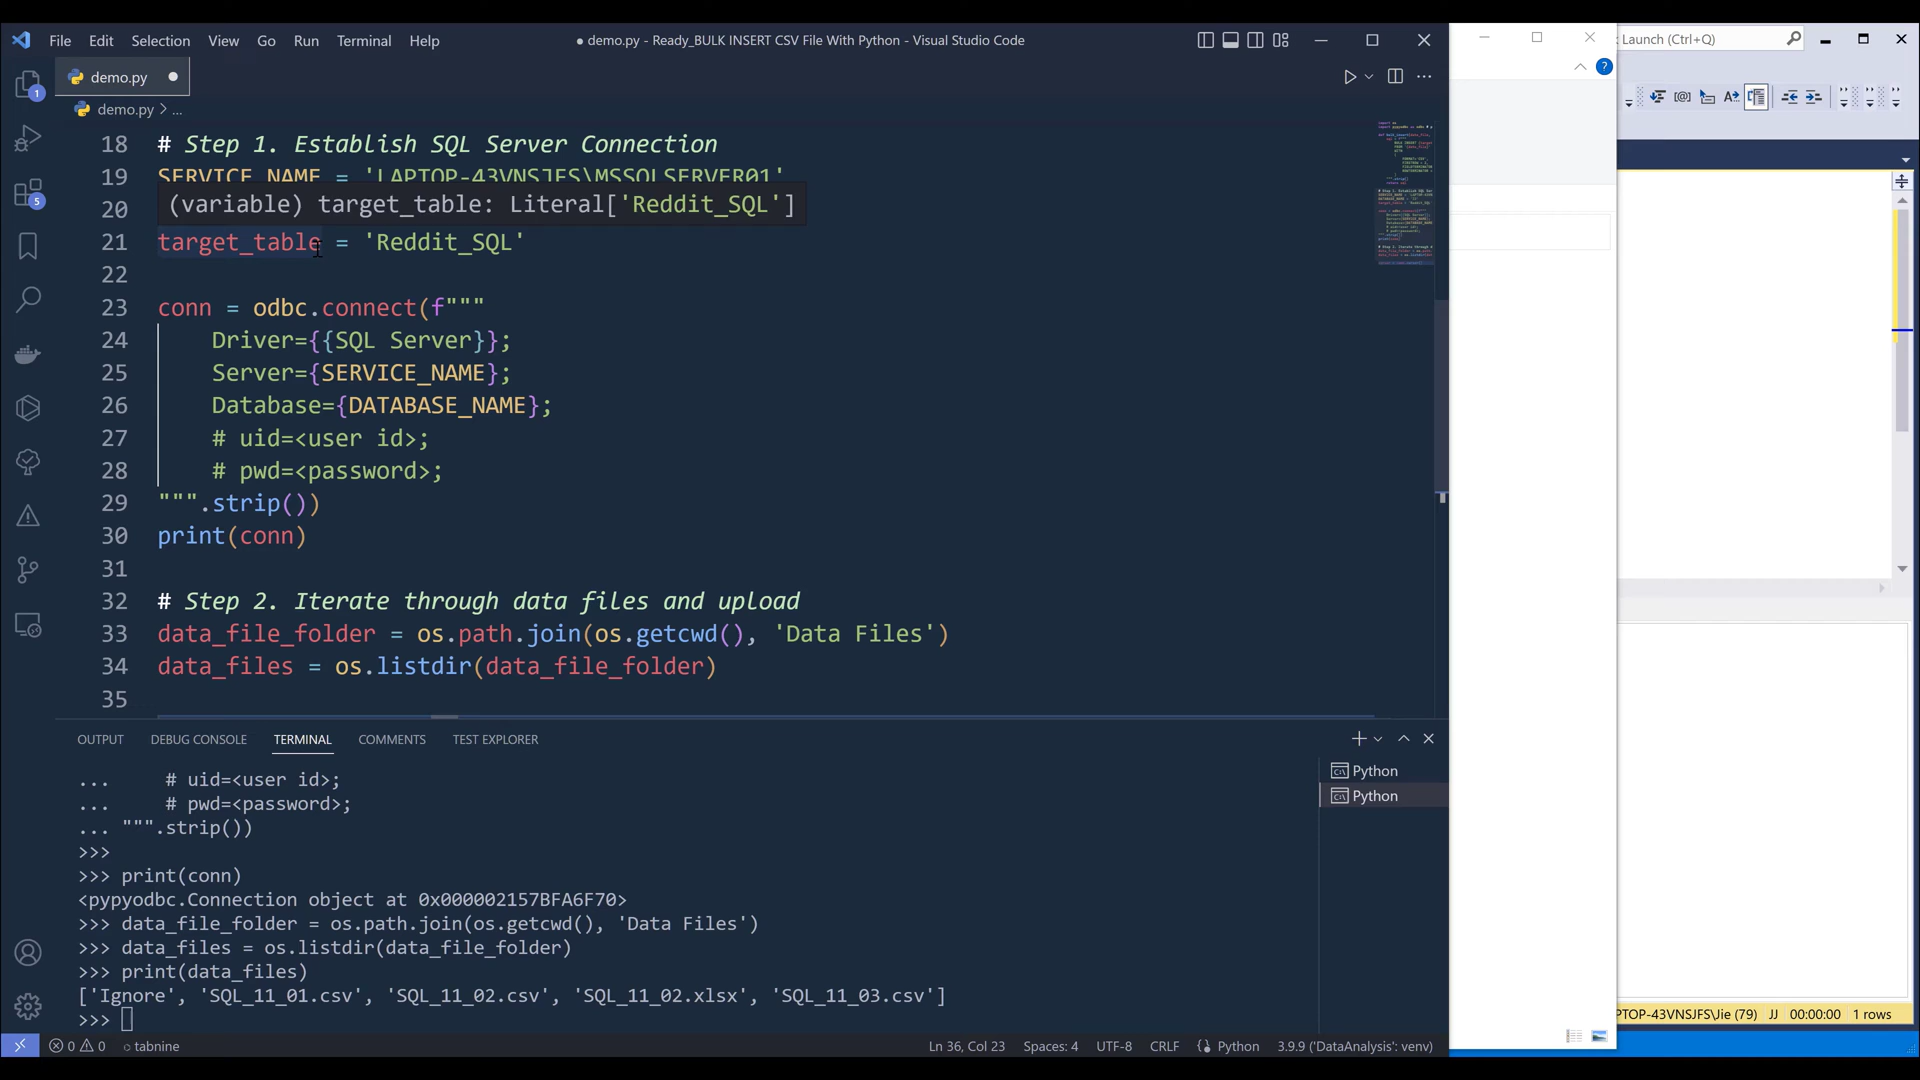 File Edit Selection View Go Run Terminal Help
● demo.py - Ready_BULK INSERT CSV File With Python - Visual Studio Code
Launch (Ctrl+Q)
demo.py
demo.py > ...
18 # Step 1. Establish SQL Server Connection
19 SERVICE_NAME = 'LAPTOP-43VNSJFS\MSSQLSERVER01'
20
(variable) target_table: Literal['Reddit_SQL']
21 target_table = 'Reddit_SQL'
22
23 conn = odbc.connect(f"""
24 Driver={{SQL Server}};
25 Server={SERVICE_NAME};
26 Database={DATABASE_NAME};
27 # uid=<user id>;
28 # pwd=<password>;
29 """.strip())
30 print(conn)
31
32 # Step 2. Iterate through data files and upload
33 data_file_folder = os.path.join(os.getcwd(), 'Data Files')
34 data_files = os.listdir(data_file_folder)
35
OUTPUT DEBUG CONSOLE TERMINAL COMMENTS TEST EXPLORER
... # uid=<user id>;
... # pwd=<password>;
... """.strip())
>>>
>>> print(conn)
<pypyodbc.Connection object at 0x000002157BFA6F70>
>>> data_file_folder = os.path.join(os.getcwd(), 'Data Files')
>>> data_files = os.listdir(data_file_folder)
>>> print(data_files)
['Ignore', 'SQL_11_01.csv', 'SQL_11_02.csv', 'SQL_11_02.xlsx', 'SQL_11_03.csv']
>>>
Python
Python
1
5
PTOP-43VNSJFS\Jie (79) JJ 00:00:00 1 rows
0 0 tabnine Ln 36, Col 23 Spaces: 4 UTF-8 CRLF {} Python 3.9.9 ('DataAnalysis': venv)